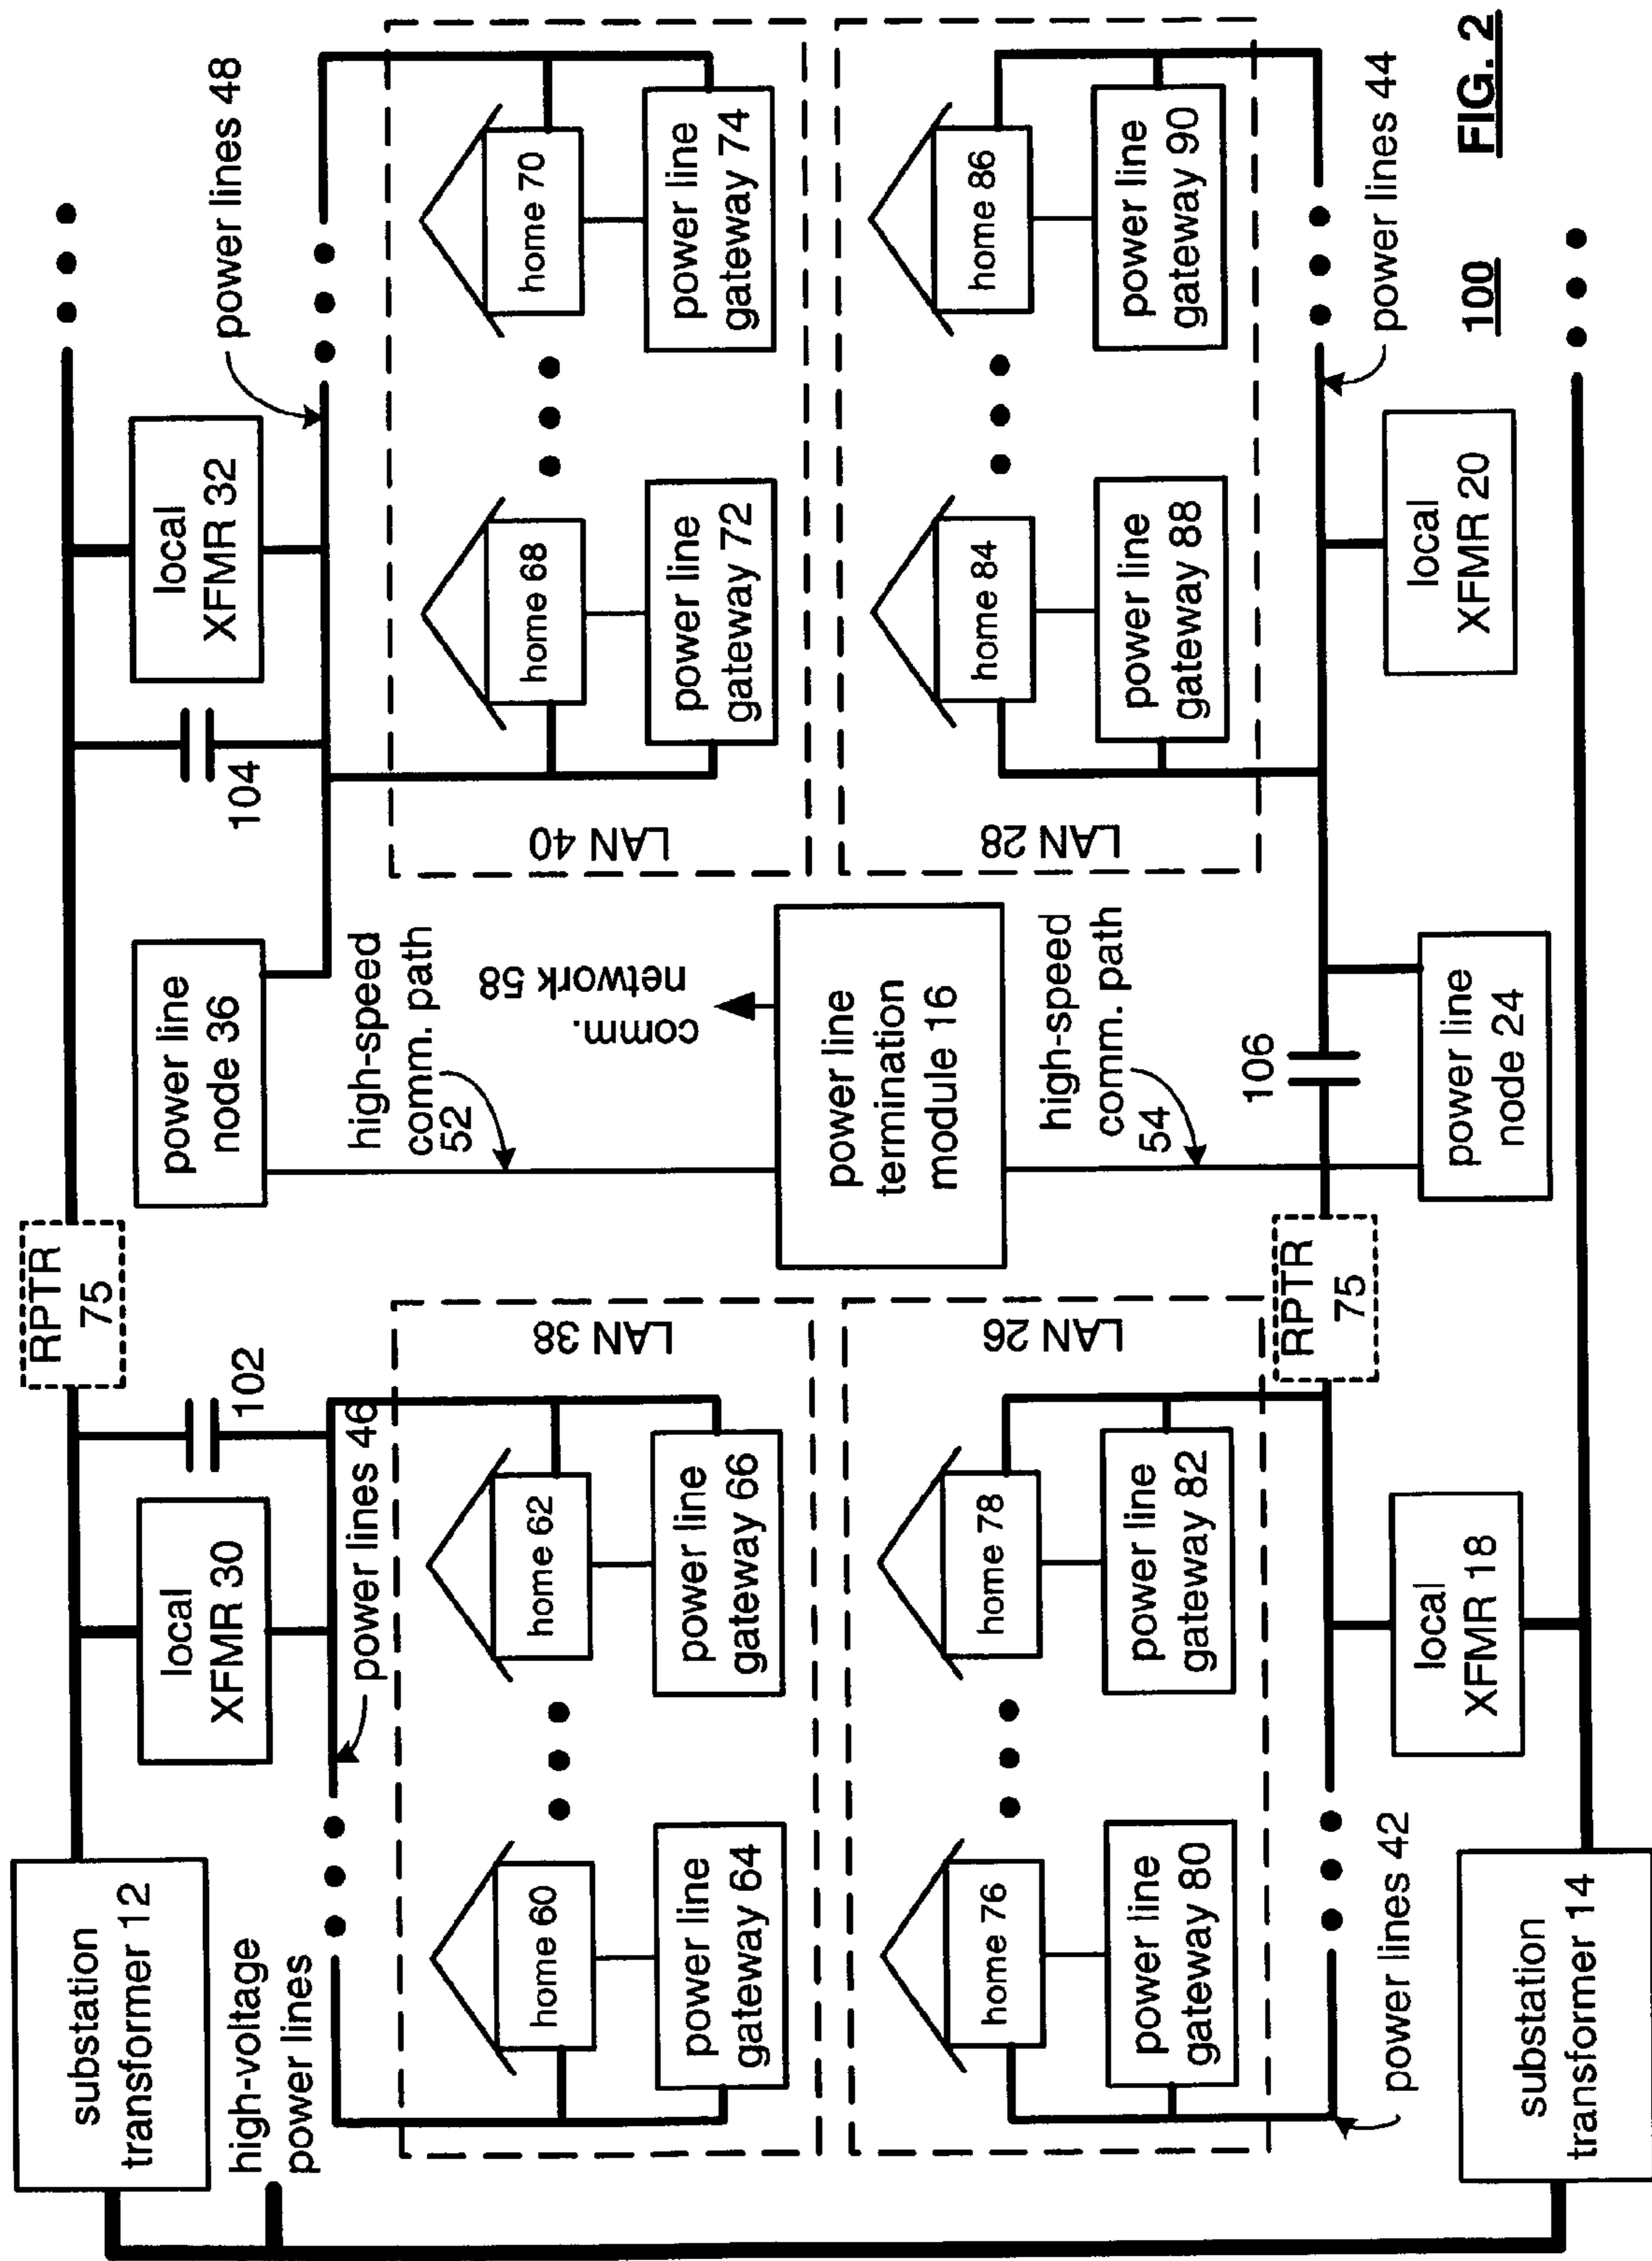 substation
transformer 12
high-voltage
power lines
local
XFMR 30
102
RPTR
75
power line
node 36
104
local
XFMR 32
power lines 48
power lines 46
home 60
power line
gateway 64
home 62
power line
gateway 66
LAN 38
high-speed
comm. path
52
comm.
network 58
LAN 40
home 68
power line
gateway 72
home 70
power line
gateway 74
power line
termination
module 16
home 76
power line
gateway 80
home 78
power line
gateway 82
LAN 26
high-speed
comm. path
54
LAN 28
home 84
power line
gateway 88
home 86
power line
gateway 90
RPTR
75
106
power lines 42
local
XFMR 18
power line
node 24
local
XFMR 20
power lines 44
substation
transformer 14
100
FIG. 2